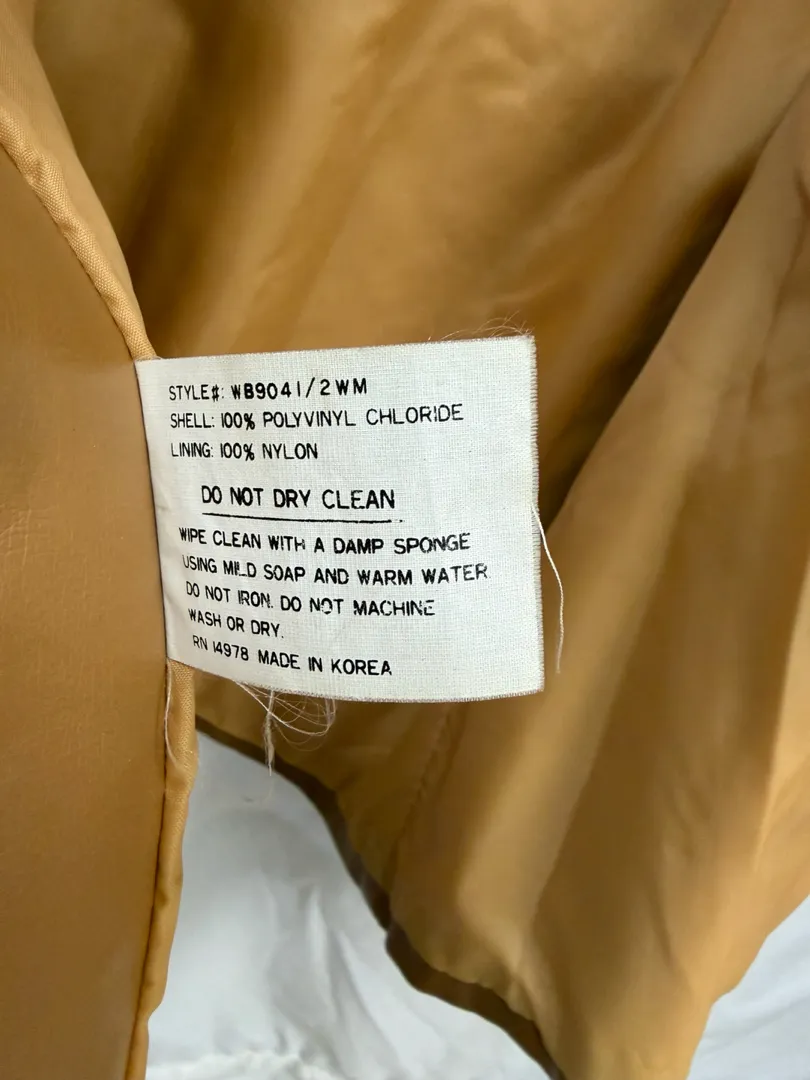 STYLE#: WB9041/2WM
SHELL: 100% POLYVINYL CHLORIDE
LINING: 100% NYLON
DO NOT DRY CLEAN
WIPE CLEAN WITH A DAMP SPONGE
USING MILD SOAP AND WARM WATER
DO NOT IRON. DO NOT MACHINE
WASH OR DRY.
RN 14978 MADE IN KOREA